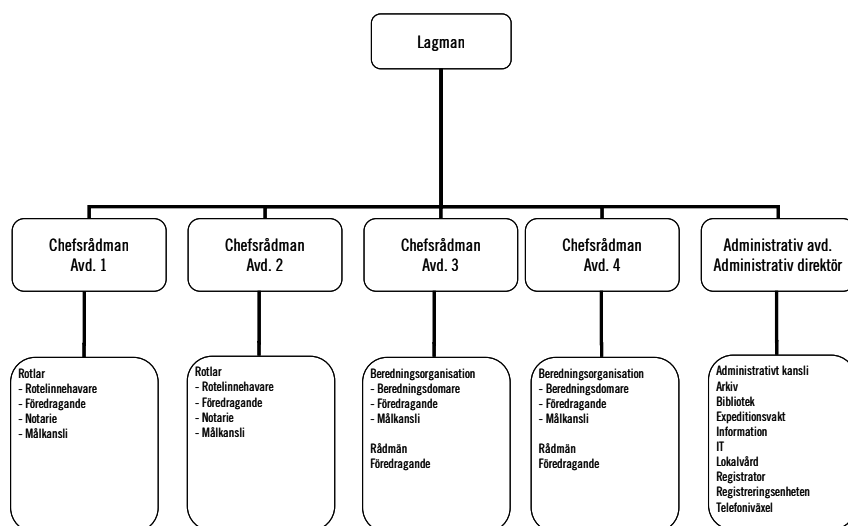 Lagman
Chefsrådman
Avd. 1
Chefsrådman
Avd. 2
Chefsrådman
Avd. 3
Chefsrådman
Avd. 4
Administrativ avd.
Administrativ direktör
Rotlar
- Rotelinnehavare
- Föredragande
- Notarie
- Målkansli
Rotlar
- Rotelinnehavare
- Föredragande
- Notarie
- Målkansli
Beredningsorganisation
- Beredningsdomare
- Föredragande
- Målkansli
Rådmän
Föredragande
Beredningsorganisation
- Beredningsdomare
- Föredragande
- Målkansli
Rådmän
Föredragande
Administrativt kansli
Arkiv
Bibliotek
Expeditionsvakt
Information
IT
Lokalvård
Registrator
Registreringsenheten
Telefoniväxel